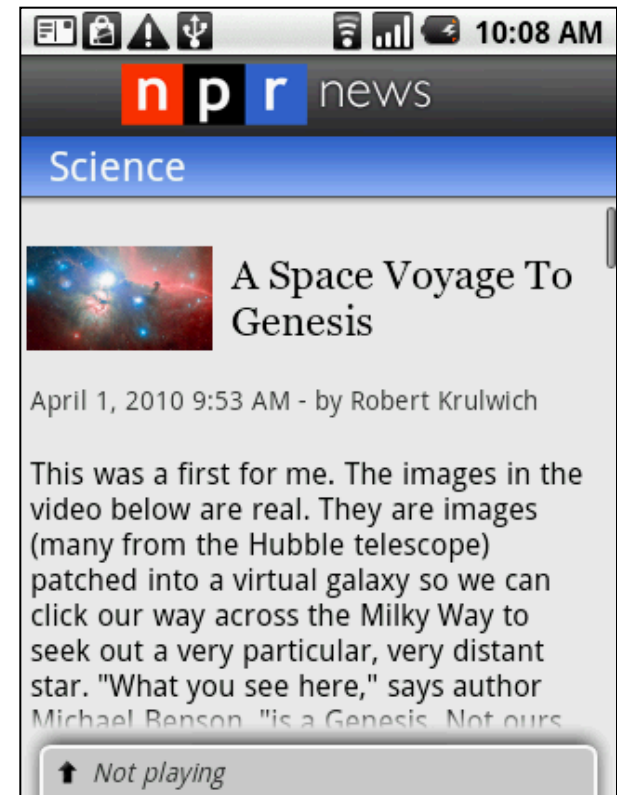 10:08 AM
npr news
Science
A Space Voyage To
Genesis
April 1, 2010 9:53 AM - by Robert Krulwich
This was a first for me. The images in the
video below are real. They are images
(many from the Hubble telescope)
patched into a virtual galaxy so we can
click our way across the Milky Way to
seek out a very particular, very distant
star. "What you see here," says author
Michael Benson, "is a Genesis. Not ours,
Not playing